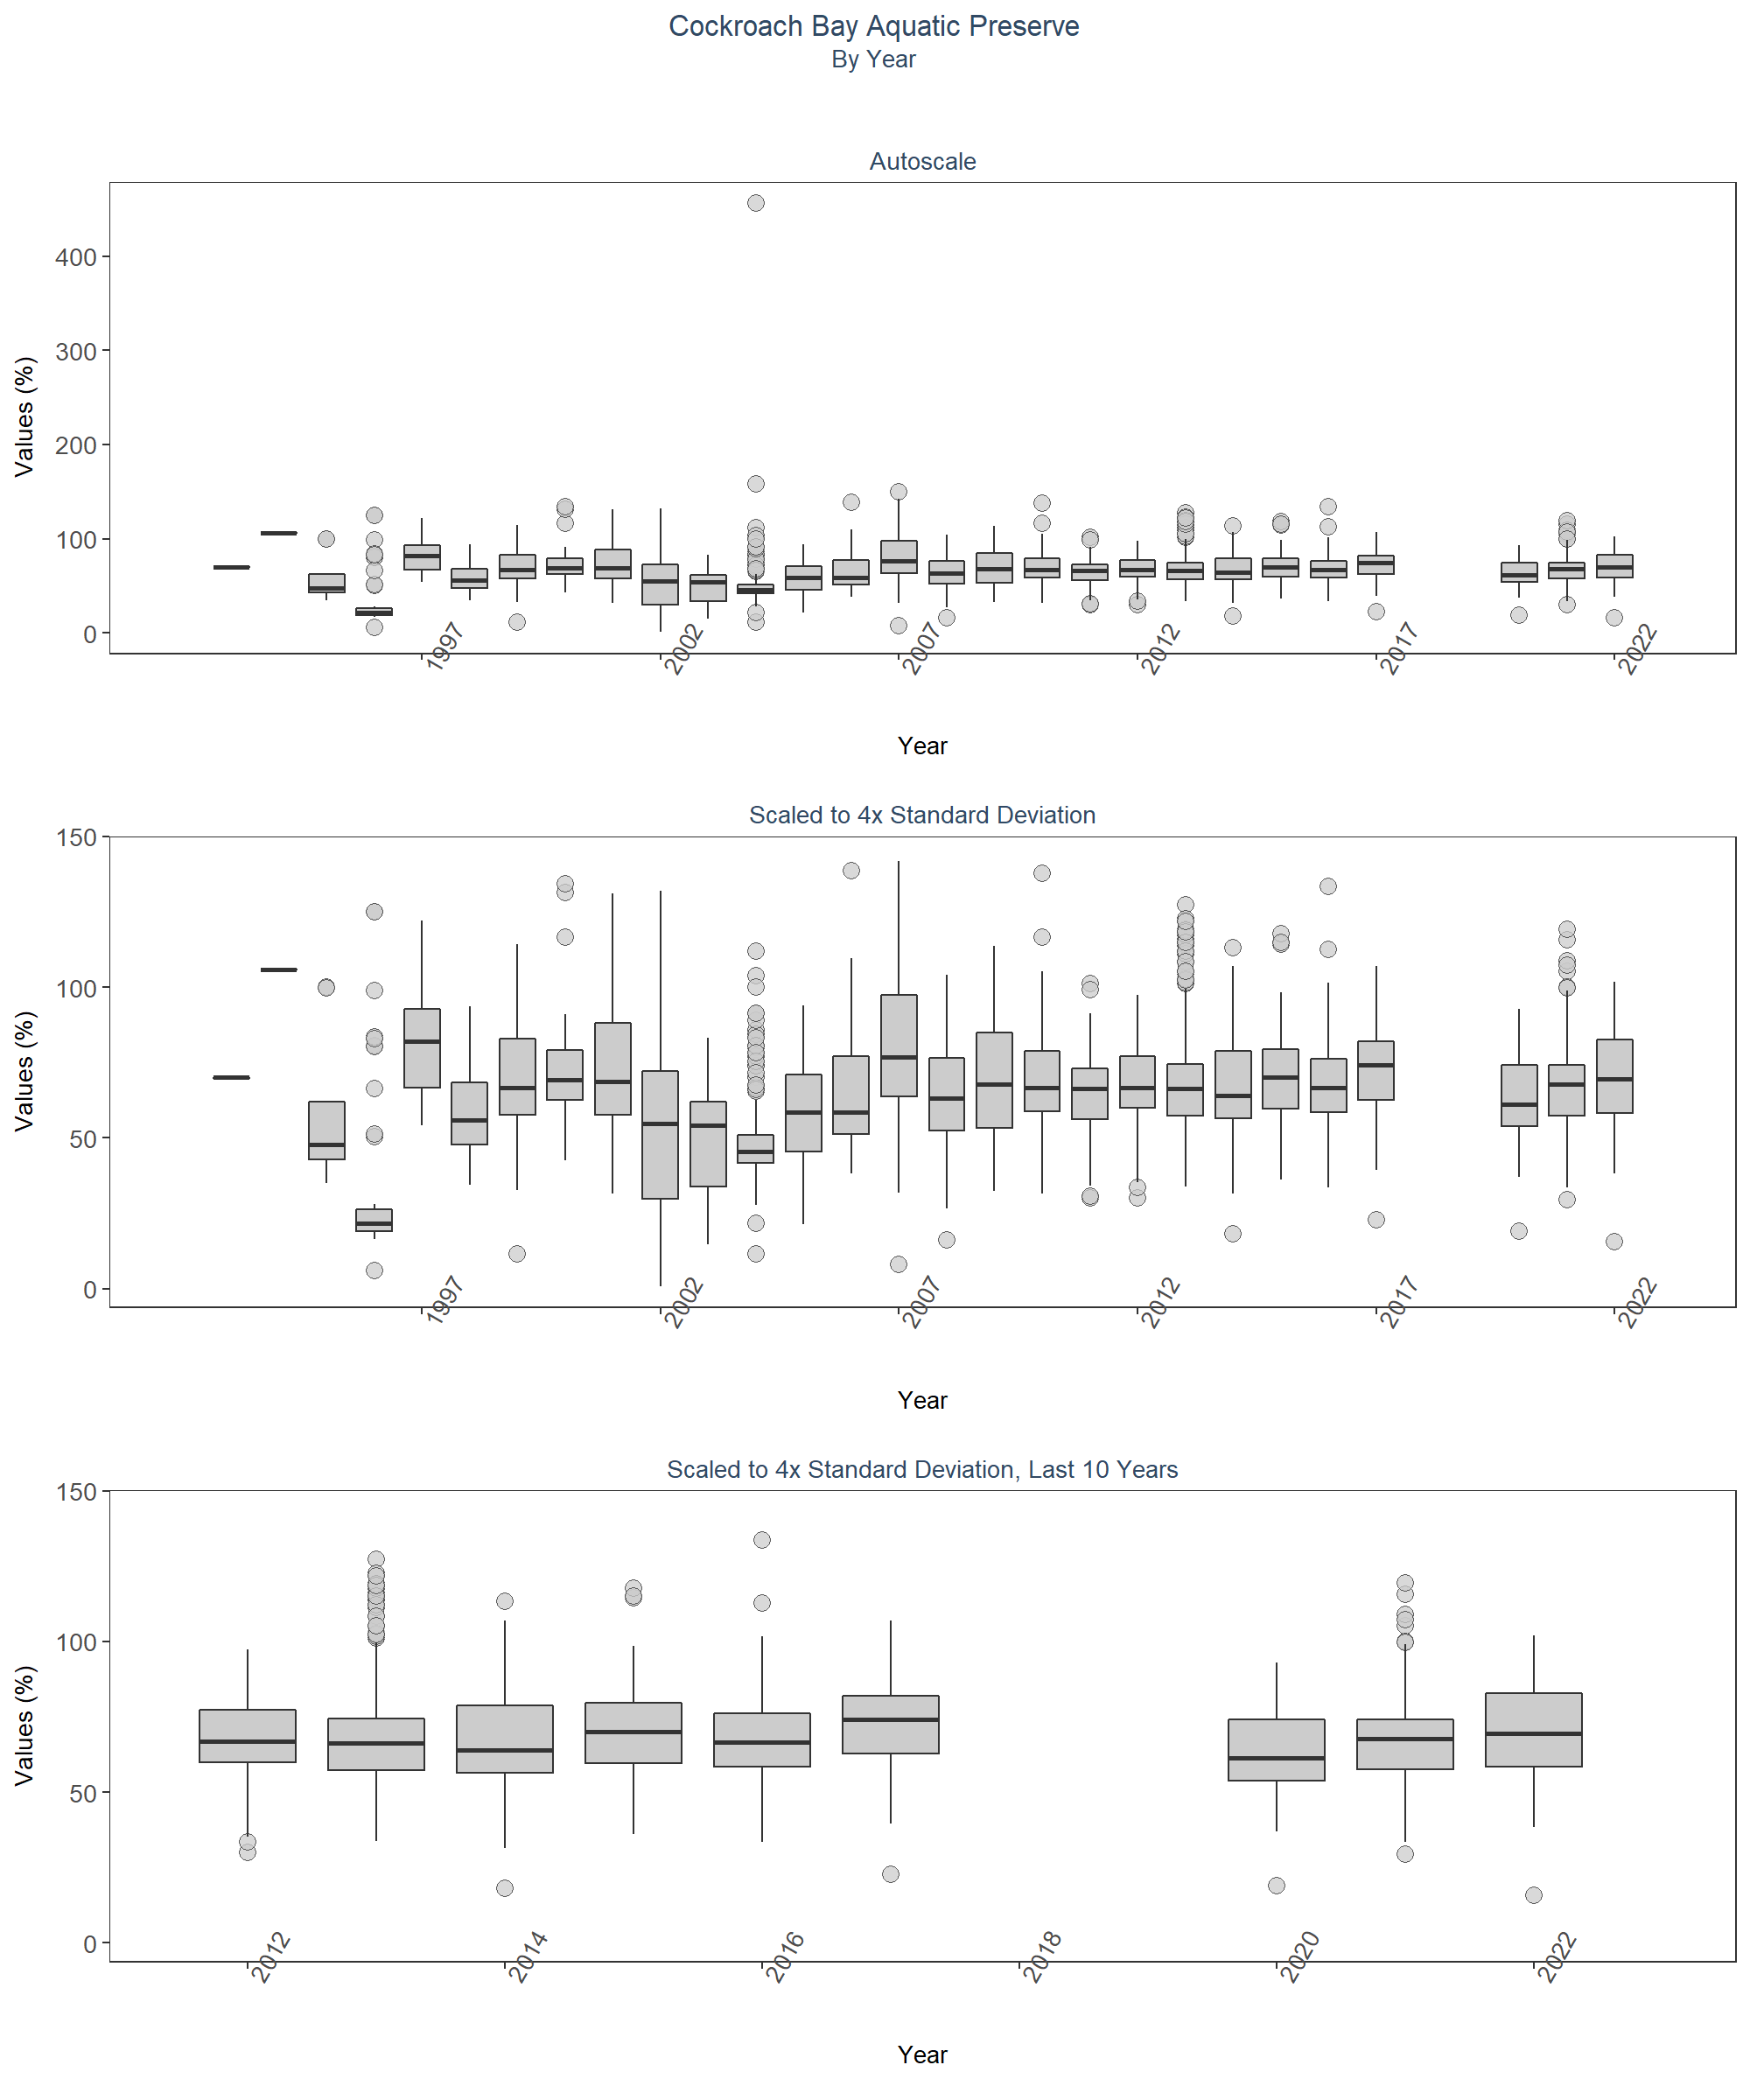 Cockroach Bay Aquatic Preserve
By Year
Autoscale
Values (%)
400
300
200
100
0
1997 2002 2007 2012 2017 2022
Year
Scaled to 4x Standard Deviation
Values (%)
150
100
50
0
1997 2002 2007 2012 2017 2022
Year
Scaled to 4x Standard Deviation, Last 10 Years
Values (%)
150
100
50
0
2012 2014 2016 2018 2020 2022
Year